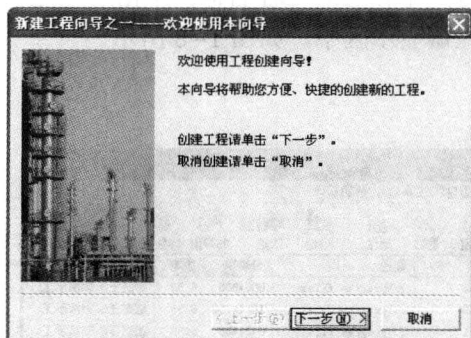 新建工程向导之一——欢迎使用本向导
欢迎使用工程创建向导!
本向导将帮助您方便、快捷的创建新的工程。
创建工程请单击“下一步”。
取消创建请单击“取消”。
下一步(N) > 取消